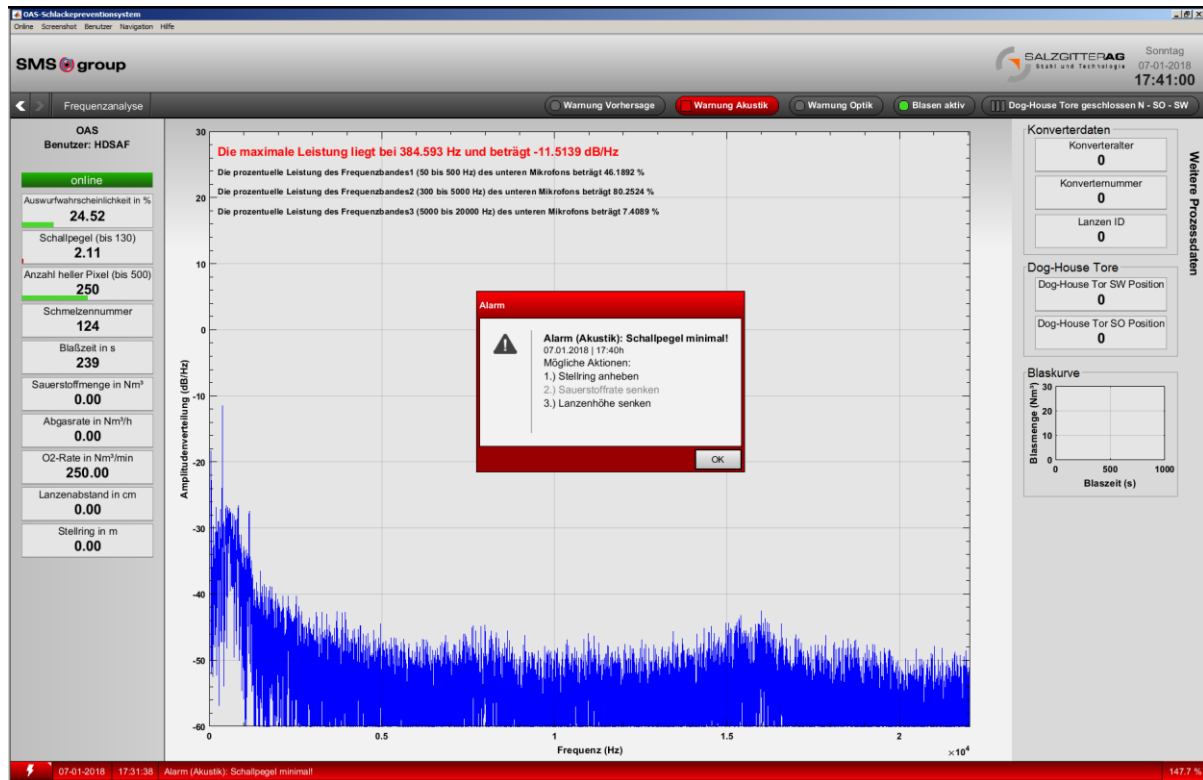 OAS-Schlackepreventionsystem
Online Screenshot Benutzer Navigation Hilfe
SMS group
SALZGITTERAG
Stahl und Technologie
Sonntag
07-01-2018
17:41:00
Frequenzanalyse
Warnung Vorhersage
Warnung Akustik
Warnung Optik
Blasen aktiv
Dog-House Tore geschlossen N - SO - SW
OAS
Benutzer: HDSAF
online
Auswurfwahrscheinlichkeit in %
24.52
Schallpegel (bis 130)
2.11
Anzahl heller Pixel (bis 500)
250
Schmelzennummer
124
Blaßzeit in s
239
Sauerstoffmenge in Nm³
0.00
Abgasrate in Nm³/h
0.00
O2-Rate in Nm³/min
250.00
Lanzenabstand in cm
0.00
Stellring in m
0.00
Die maximale Leistung liegt bei 384.593 Hz und beträgt -11.5139 dB/Hz
Die prozentuelle Leistung des Frequenzbandes1 (50 bis 500 Hz) des unteren Mikrofons beträgt 46.1892 %
Die prozentuelle Leistung des Frequenzbandes2 (300 bis 5000 Hz) des unteren Mikrofons beträgt 80.2524 %
Die prozentuelle Leistung des Frequenzbandes3 (5000 bis 20000 Hz) des unteren Mikrofons beträgt 7.4089 %
30
20
10
0
-10
-20
-30
-40
-50
-60
Amplitudenverteilung (dB/Hz)
0
0.5
1
1.5
2
×10⁴
Frequenz (Hz)
Alarm
Alarm (Akustik): Schallpegel minimal!
07.01.2018 | 17:40h
Mögliche Aktionen:
1.) Stellring anheben
2.) Sauerstoffrate senken
3.) Lanzenhöhe senken
OK
Konverterdaten
Konverteralter
0
Konverternummer
0
Lanzen ID
0
Dog-House Tore
Dog-House Tor SW Position
0
Dog-House Tor SO Position
0
Blaskurve
Blasmenge (Nm³)
30
20
10
0
0
500
1000
Blaszeit (s)
Weitere Prozessdaten
07-01-2018 17:31:38 Alarm (Akustik): Schallpegel minimal!
147.7 %